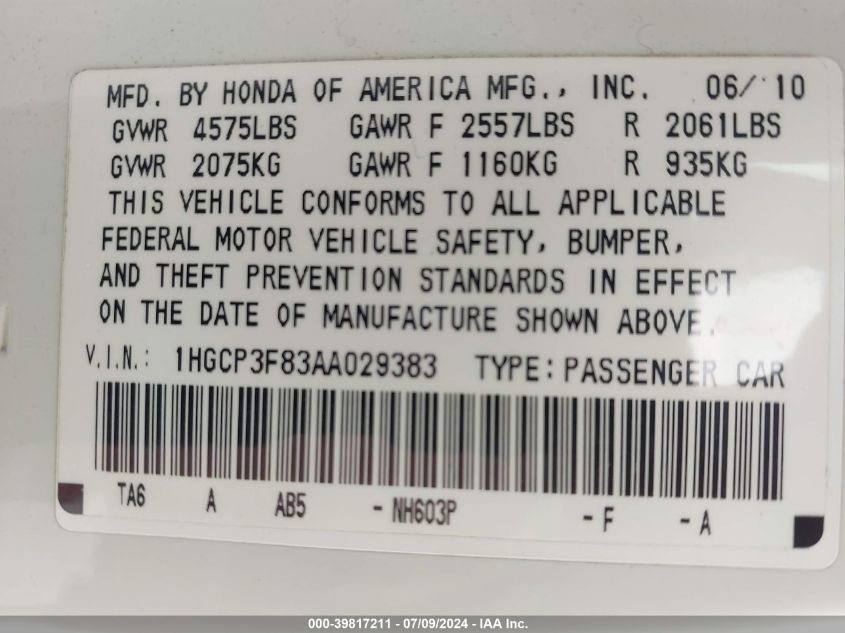 MFD. BY HONDA OF AMERICA MFG., INC. 06/10
GVWR 4575LBS GAWR F 2557LBS R 2061LBS
GVWR 2075KG GAWR F 1160KG R 935KG
THIS VEHICLE CONFORMS TO ALL APPLICABLE
FEDERAL MOTOR VEHICLE SAFETY, BUMPER,
AND THEFT PREVENTION STANDARDS IN EFFECT
ON THE DATE OF MANUFACTURE SHOWN ABOVE.
V.I.N.: 1HGCP3F83AA029383 TYPE: PASSENGER CAR
TA6 A AB5 - NH603P - F - A
000-39817211 - 07/09/2024 - IAA Inc.